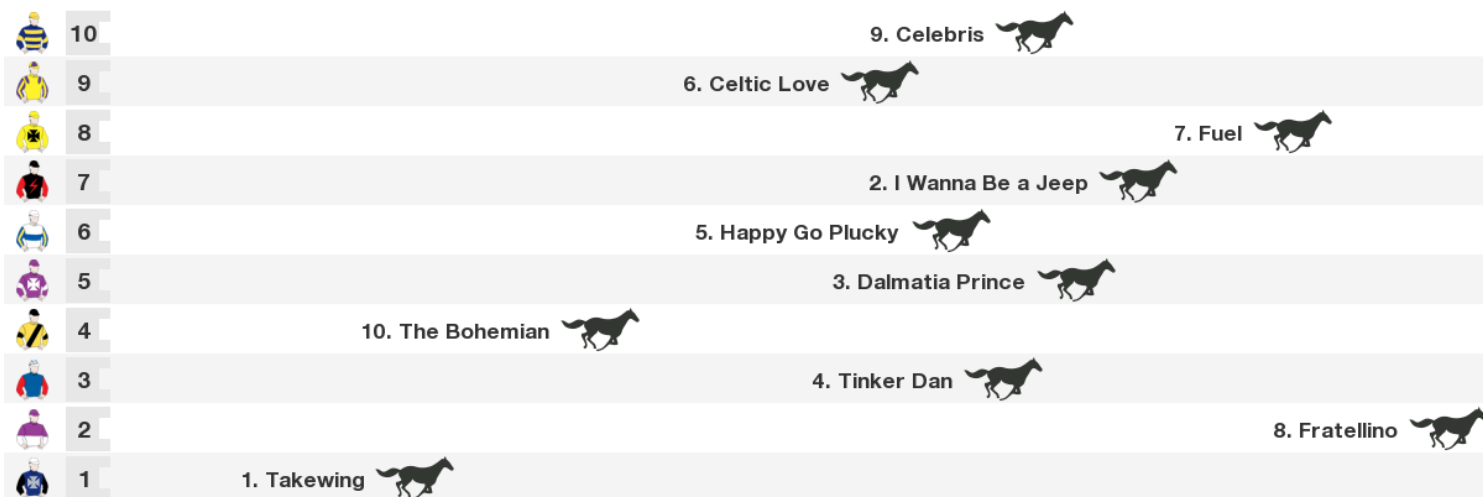 10 9. Celebris
9 6. Celtic Love
8 7. Fuel
7 2. I Wanna Be a Jeep
6 5. Happy Go Plucky
5 3. Dalmatia Prince
4 10. The Bohemian
3 4. Tinker Dan
2 8. Fratellino
1 1. Takewing